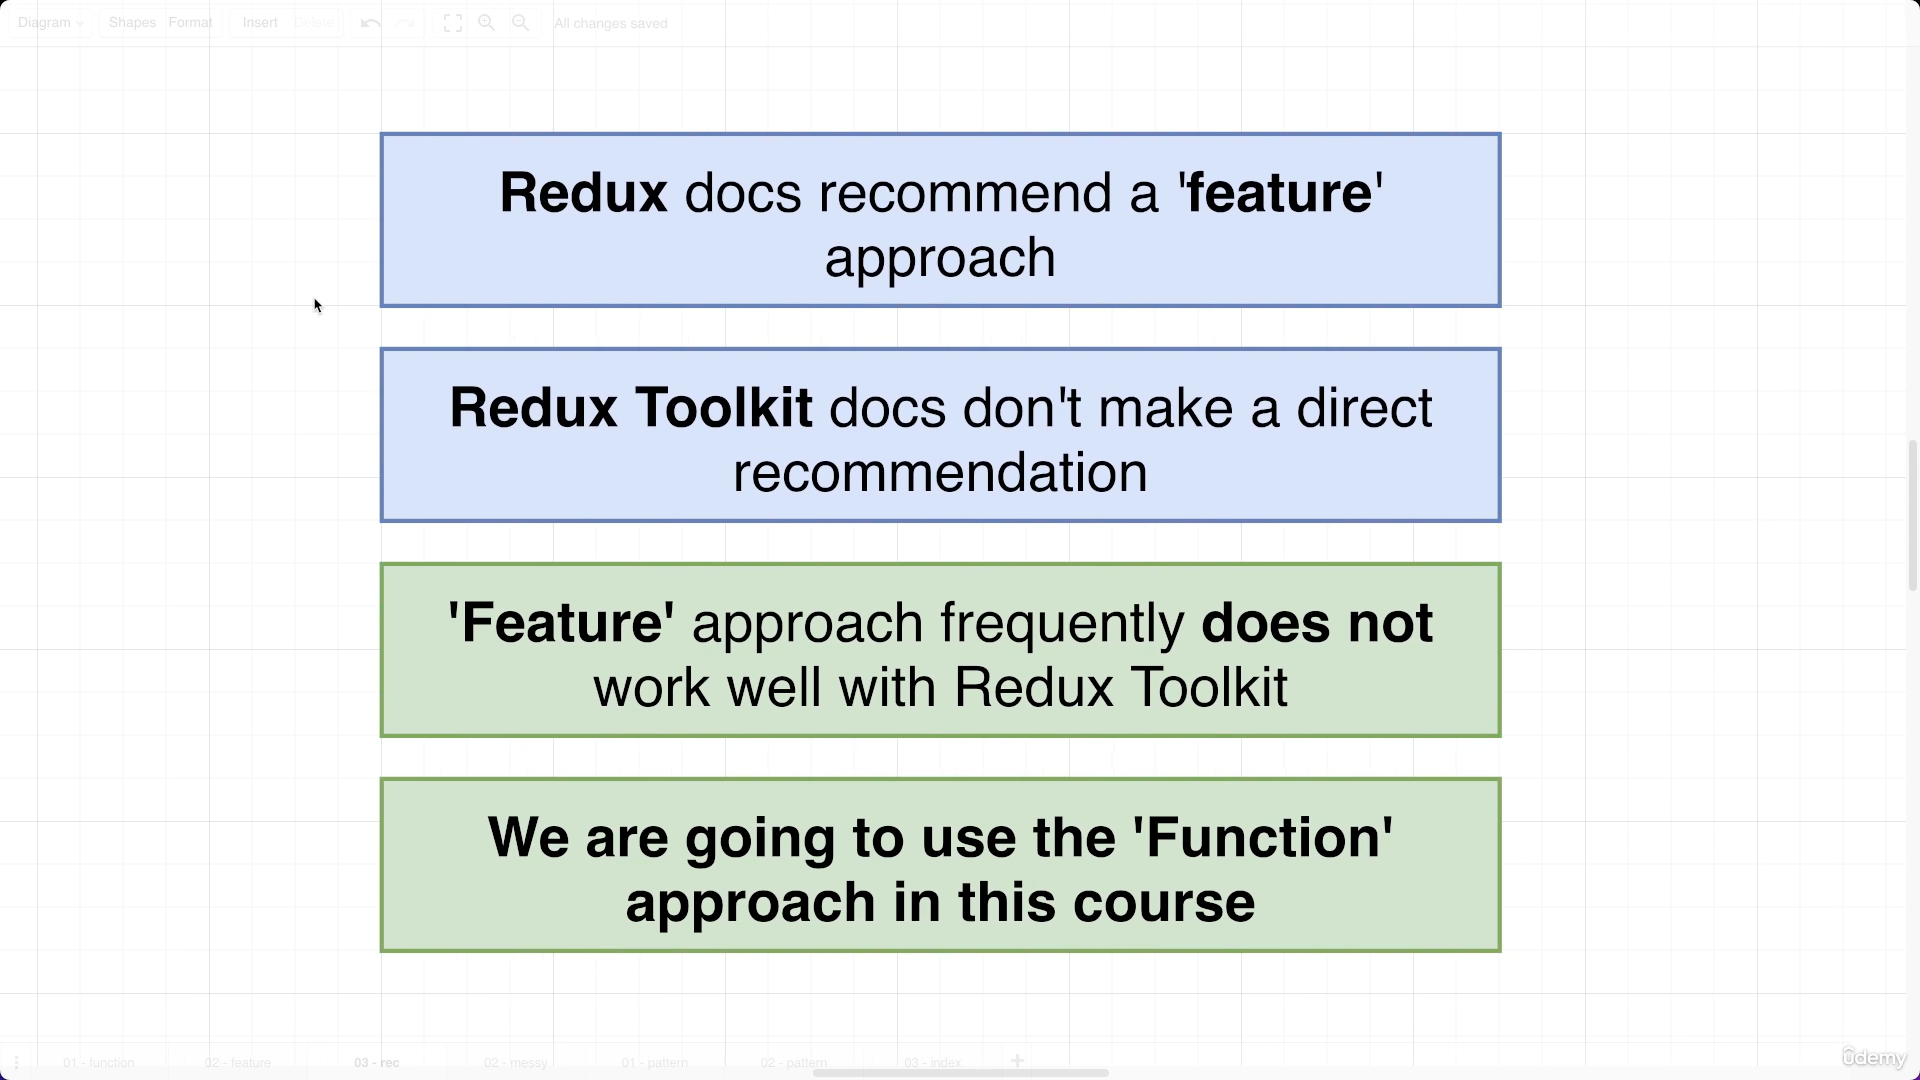 Diagram
Shapes
Format
Insert
Delete
All changes saved
Redux docs recommend a 'feature'
approach
Redux Toolkit docs don't make a direct
recommendation
'Feature' approach frequently does not
work well with Redux Toolkit
We are going to use the 'Function'
approach in this course
01 - function
02 - feature
03 - rec
02 - messy
01 - pattern
02 - pattern
03 - index
ûdemy